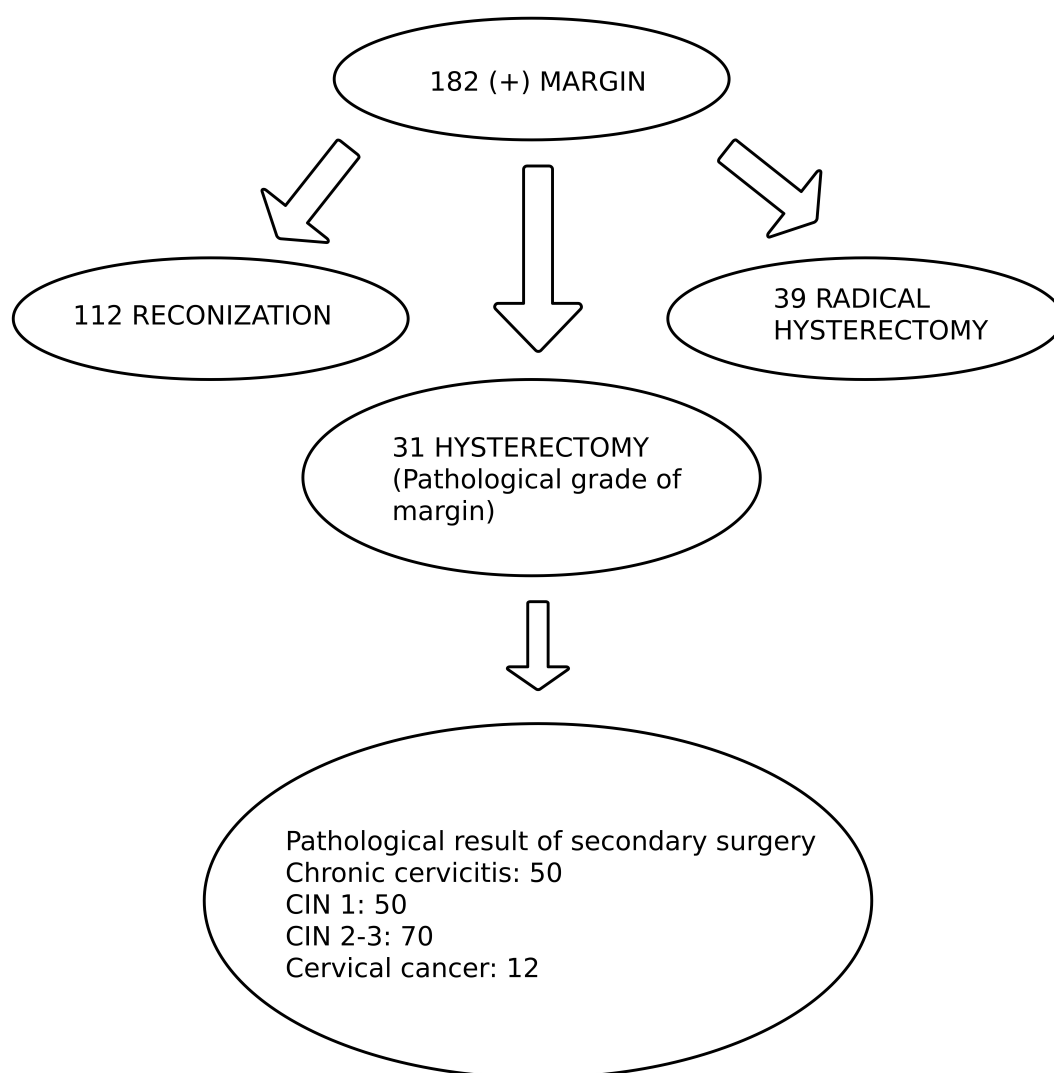 182 (+) MARGIN
112 RECONIZATION
39 RADICAL
HYSTERECTOMY
31 HYSTERECTOMY
(Pathological grade of
margin)
Pathological result of secondary surgery
Chronic cervicitis: 50
CIN 1: 50
CIN 2-3: 70
Cervical cancer: 12